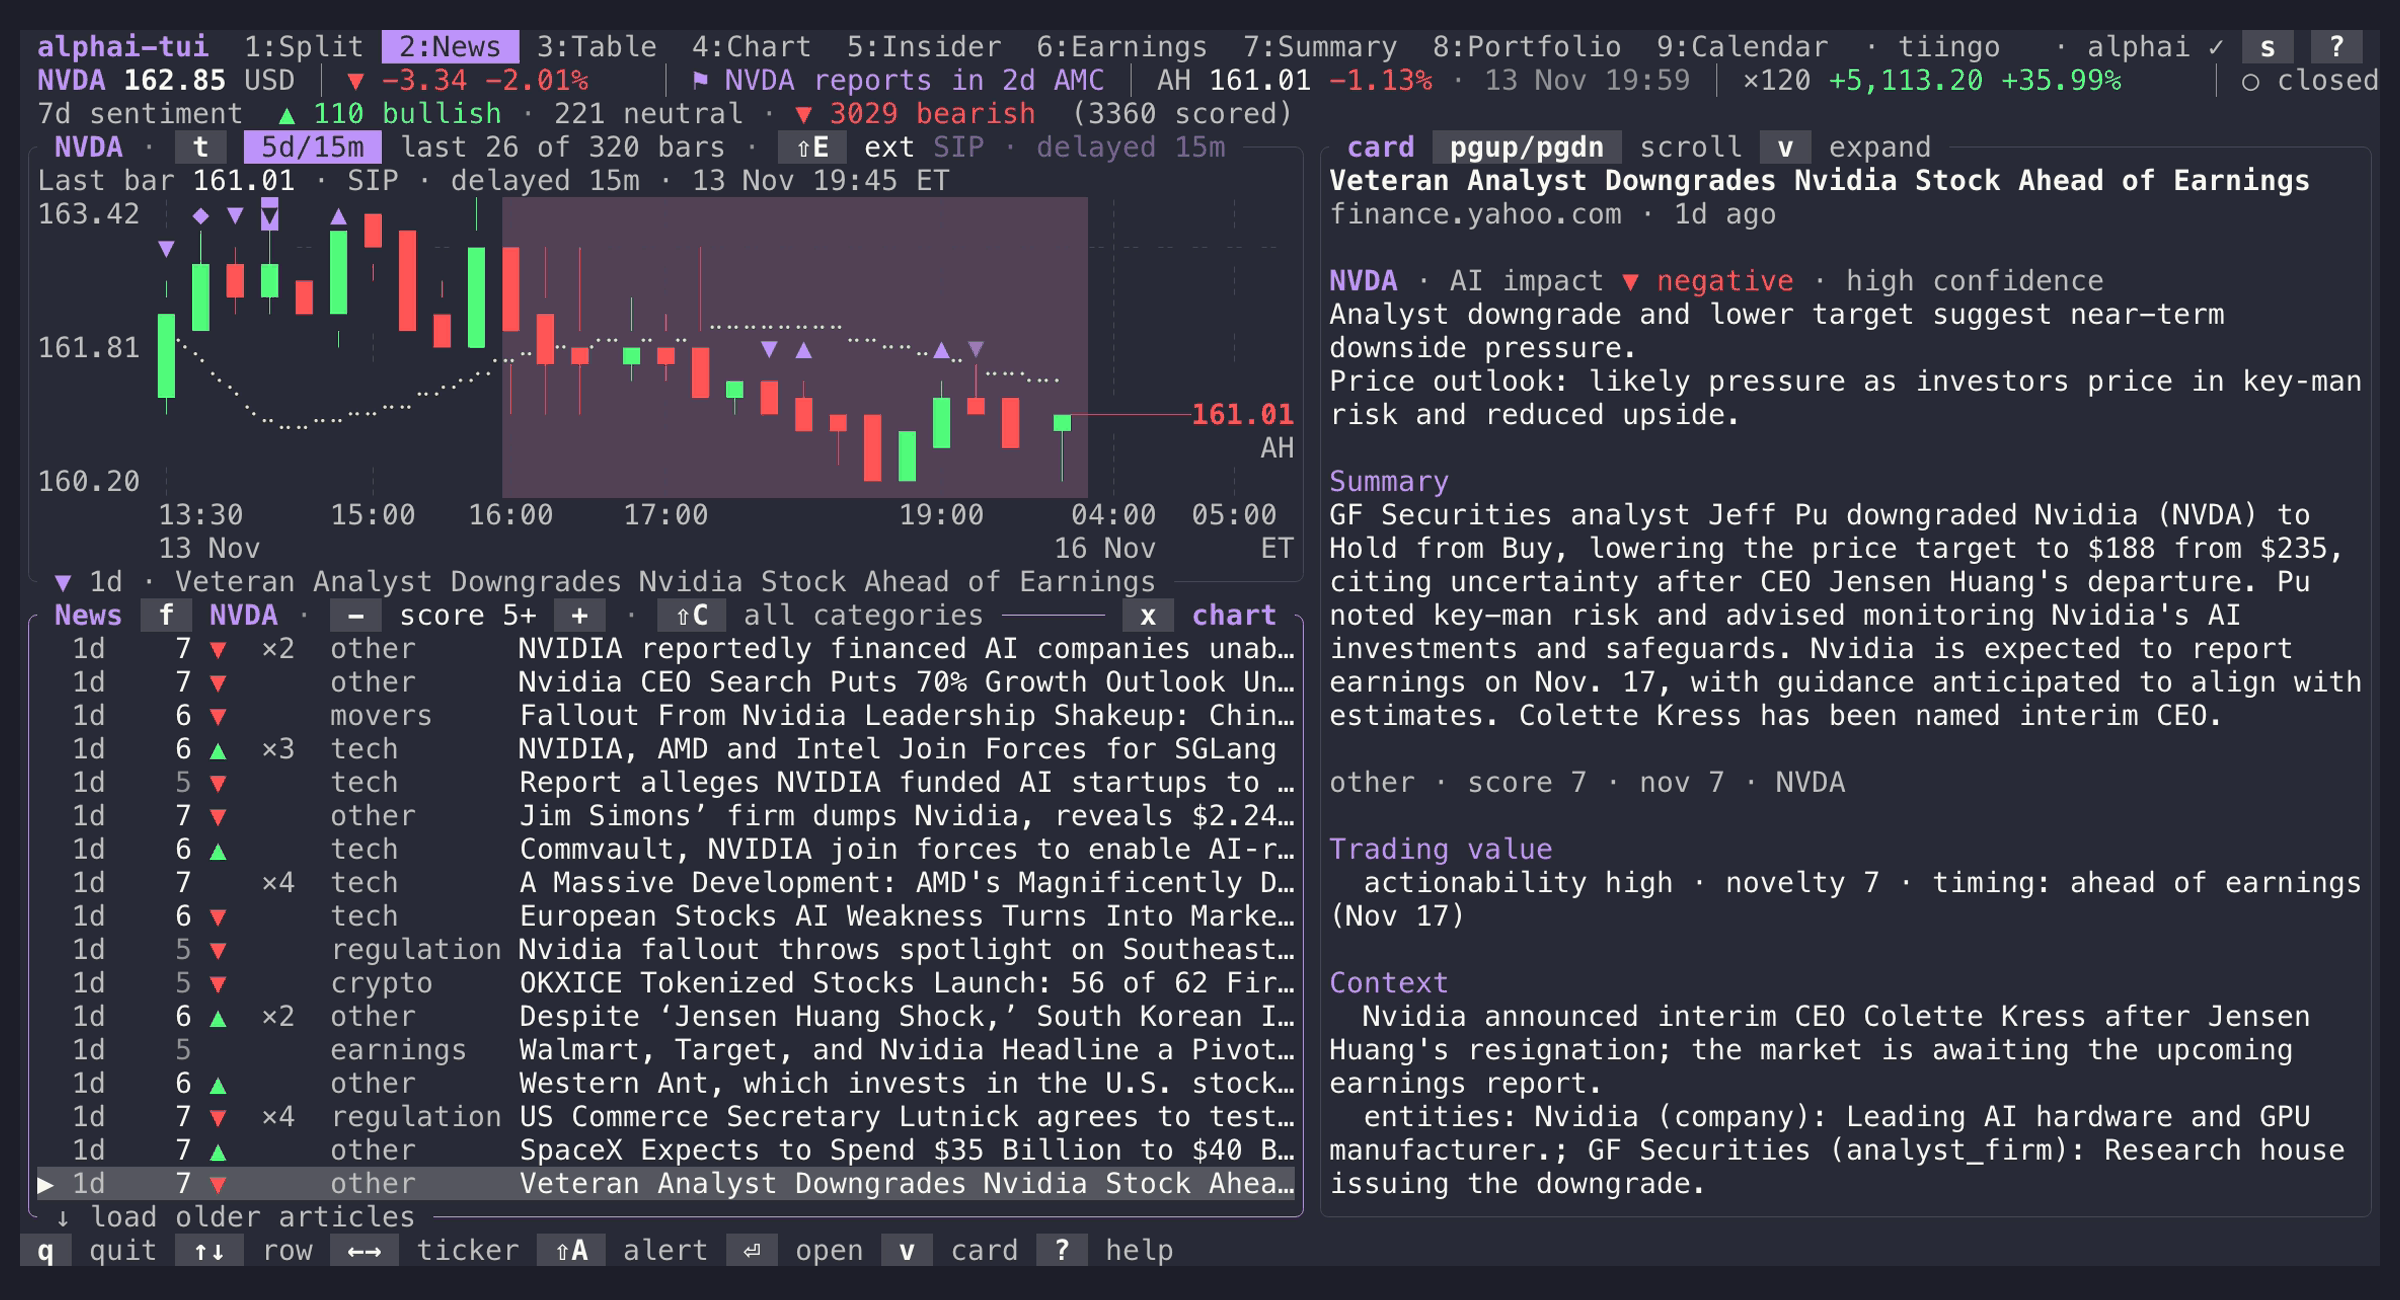 alphai-tui 1:Split 2:News 3:Table 4:Chart 5:Insider 6:Earnings 7:Summary 8:Portfolio 9:Calendar · tiingo · alphai ✓ s ?
NVDA 162.85 USD │ ▼ −3.34 −2.01% │ ⚑ NVDA reports in 2d AMC │ AH 161.01 −1.13% · 13 Nov 19:59 │ ×120 +5,113.20 +35.99% │ ○ closed
7d sentiment ▲ 110 bullish · 221 neutral · ▼ 3029 bearish (3360 scored)
NVDA · t 5d/15m last 26 of 320 bars · ⇧E ext SIP · delayed 15m
Last bar 161.01 · SIP · delayed 15m · 13 Nov 19:45 ET
163.42
161.81
161.01
AH
160.20
13:30 15:00 16:00 17:00 19:00 04:00 05:00
13 Nov 16 Nov ET
▼ 1d · Veteran Analyst Downgrades Nvidia Stock Ahead of Earnings
News f NVDA · − score 5+ + · ⇧C all categories x chart
1d 7 ▼ ×2 other NVIDIA reportedly financed AI companies unab…
1d 7 ▼ other Nvidia CEO Search Puts 70% Growth Outlook Un…
1d 6 ▼ movers Fallout From Nvidia Leadership Shakeup: Chin…
1d 6 ▲ ×3 tech NVIDIA, AMD and Intel Join Forces for SGLang
1d 5 ▼ tech Report alleges NVIDIA funded AI startups to …
1d 7 ▼ other Jim Simons’ firm dumps Nvidia, reveals $2.24…
1d 6 ▲ tech Commvault, NVIDIA join forces to enable AI-r…
1d 7 ×4 tech A Massive Development: AMD's Magnificently D…
1d 6 ▼ tech European Stocks AI Weakness Turns Into Marke…
1d 5 ▼ regulation Nvidia fallout throws spotlight on Southeast…
1d 5 ▼ crypto OKXICE Tokenized Stocks Launch: 56 of 62 Fir…
1d 6 ▲ ×2 other Despite ‘Jensen Huang Shock,’ South Korean I…
1d 5 earnings Walmart, Target, and Nvidia Headline a Pivot…
1d 6 ▲ other Western Ant, which invests in the U.S. stock…
1d 7 ▼ ×4 regulation US Commerce Secretary Lutnick agrees to test…
1d 7 ▲ other SpaceX Expects to Spend $35 Billion to $40 B…
▶ 1d 7 ▼ other Veteran Analyst Downgrades Nvidia Stock Ahea…
↓ load older articles
card pgup/pgdn scroll v expand
Veteran Analyst Downgrades Nvidia Stock Ahead of Earnings
finance.yahoo.com · 1d ago
NVDA · AI impact ▼ negative · high confidence
Analyst downgrade and lower target suggest near−term
downside pressure.
Price outlook: likely pressure as investors price in key-man
risk and reduced upside.
Summary
GF Securities analyst Jeff Pu downgraded Nvidia (NVDA) to
Hold from Buy, lowering the price target to $188 from $235,
citing uncertainty after CEO Jensen Huang's departure. Pu
noted key−man risk and advised monitoring Nvidia's AI
investments and safeguards. Nvidia is expected to report
earnings on Nov. 17, with guidance anticipated to align with
estimates. Colette Kress has been named interim CEO.
other · score 7 · nov 7 · NVDA
Trading value
actionability high · novelty 7 · timing: ahead of earnings
(Nov 17)
Context
Nvidia announced interim CEO Colette Kress after Jensen
Huang's resignation; the market is awaiting the upcoming
earnings report.
entities: Nvidia (company): Leading AI hardware and GPU
manufacturer.; GF Securities (analyst_firm): Research house
issuing the downgrade.
q quit ↑↓ row ←→ ticker ⇧A alert ⏎ open v card ? help